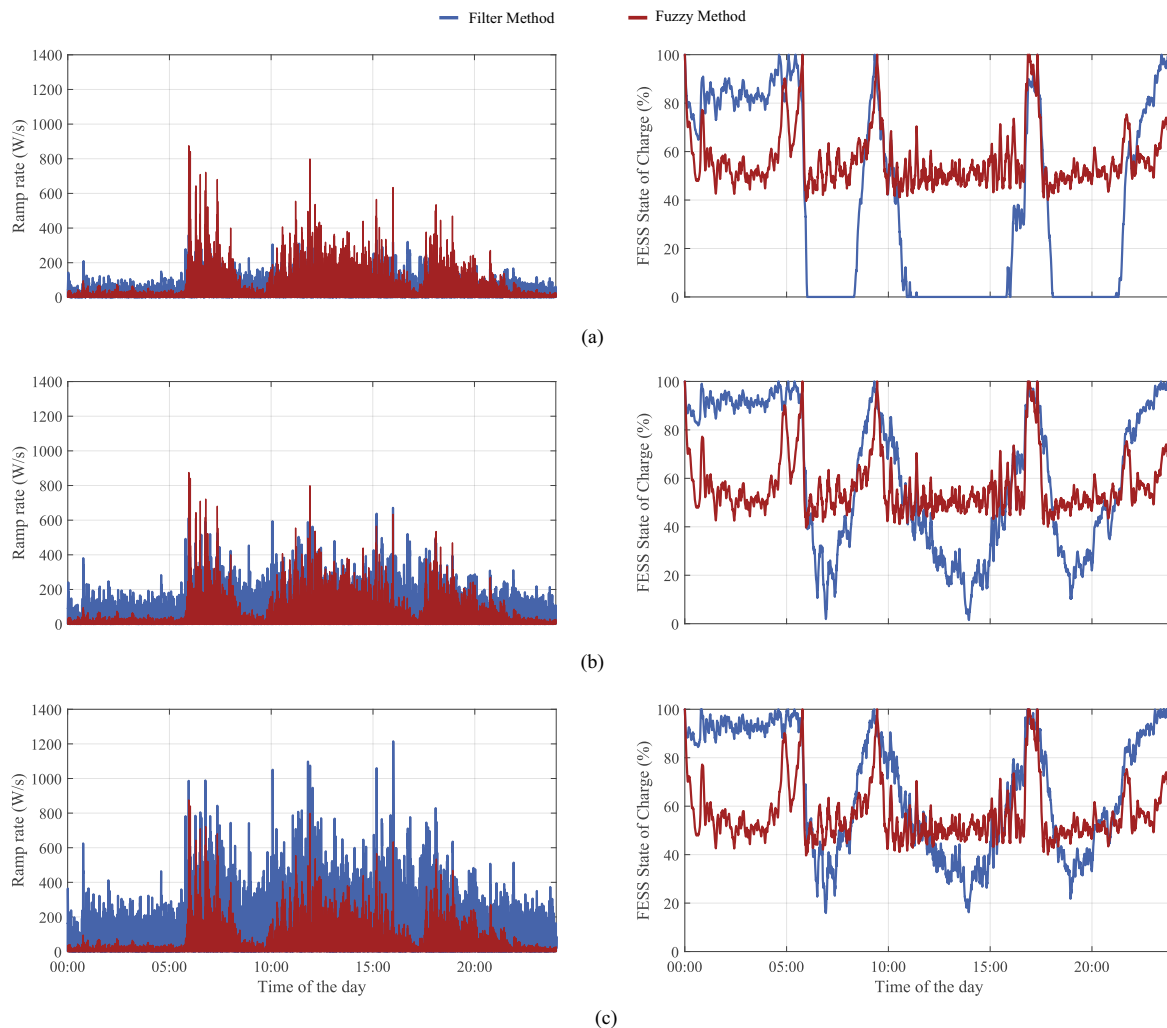 Filter Method
Fuzzy Method
1400
1200
1000
800
600
400
200
0
Ramp rate (W/s)
100
80
60
40
20
0
FESS State of Charge (%)
(a)
1400
1200
1000
800
600
400
200
0
Ramp rate (W/s)
100
80
60
40
20
0
FESS State of Charge (%)
(b)
1400
1200
1000
800
600
400
200
0
Ramp rate (W/s)
00:00 05:00 10:00 15:00 20:00
Time of the day
100
80
60
40
20
0
FESS State of Charge (%)
00:00 05:00 10:00 15:00 20:00
Time of the day
(c)